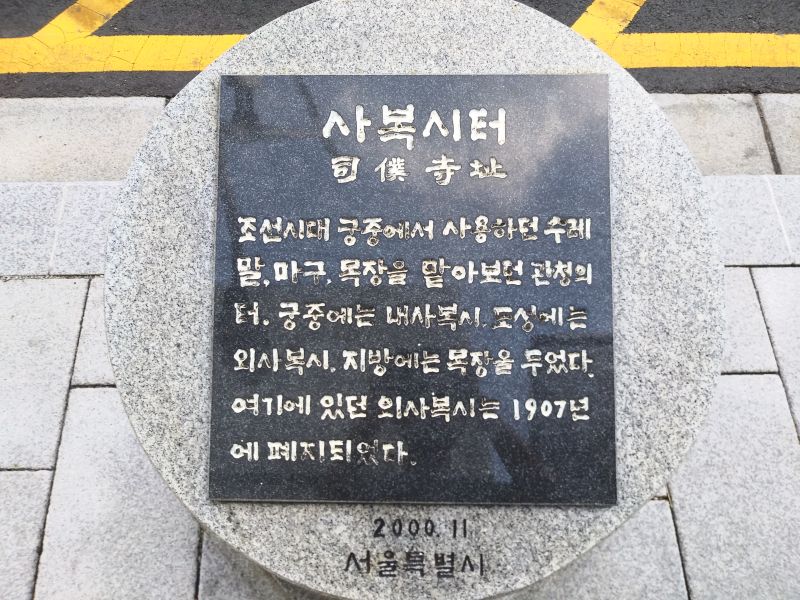 사복시터
司僕寺址
조선시대 궁중에서 사용하던 수레
말, 마구, 목장을 맡아보던 관청의
터. 궁중에는 내사복시, 도성에는
외사복시, 지방에는 목장을 두었다.
여기에 있던 외사복시는 1907년
에 폐지되었다.
2000. 11
서울특별시